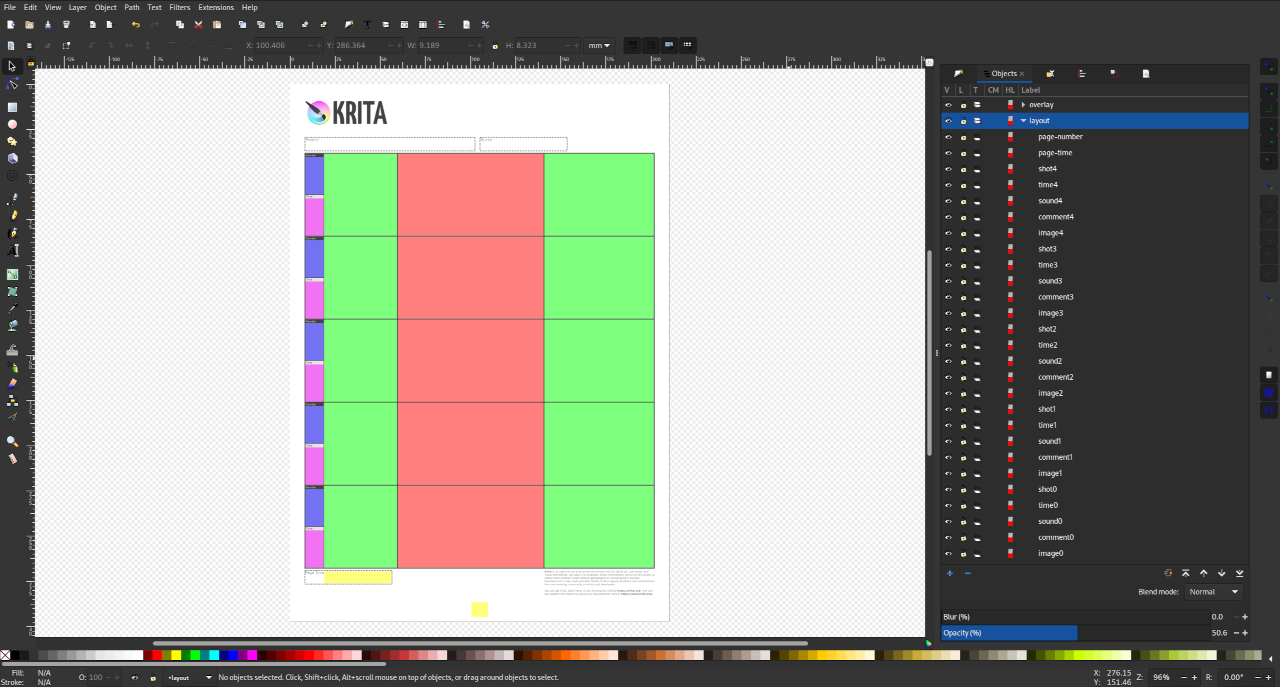 File Edit View Layer Object Path Text Filters Extensions Help
X: 100.406 Y: 286.364 W: 9.189 H: 8.323 mm
Objects
V L T CM HL Label
overlay
layout
page-number
page-time
shot4
time4
sound4
comment4
image4
shot3
time3
sound3
comment3
image3
shot2
time2
sound2
comment2
image2
shot1
time1
sound1
comment1
image1
shot0
time0
sound0
comment0
image0
KRITA
Blend mode: Normal
Blur (%) 0.0
Opacity (%) 50.6
Fill: N/A
Stroke: N/A
O: 100
•layout
No objects selected. Click, Shift+click, Alt+scroll mouse on top of objects, or drag around objects to select.
X: 276.15
Y: 151.46
Z: 96%
R: 0.00°